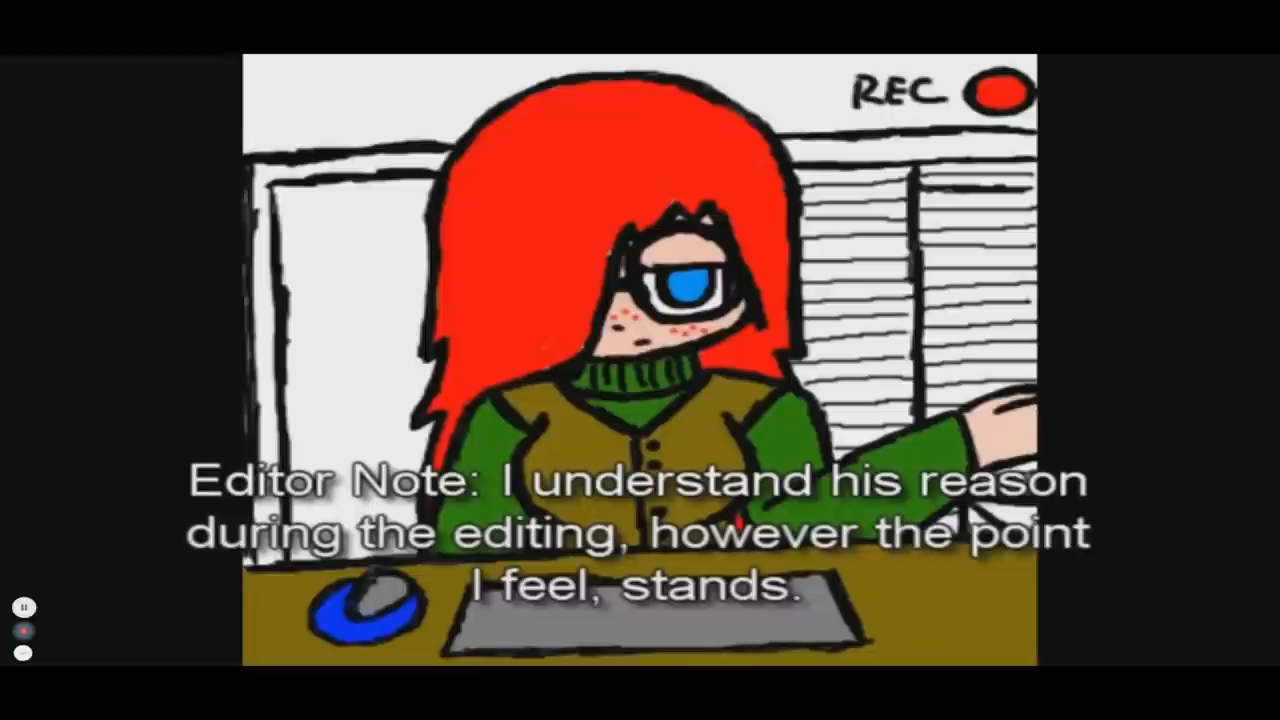 REC
Editor Note: I understand his reason
during the editing, however the point
I feel, stands.